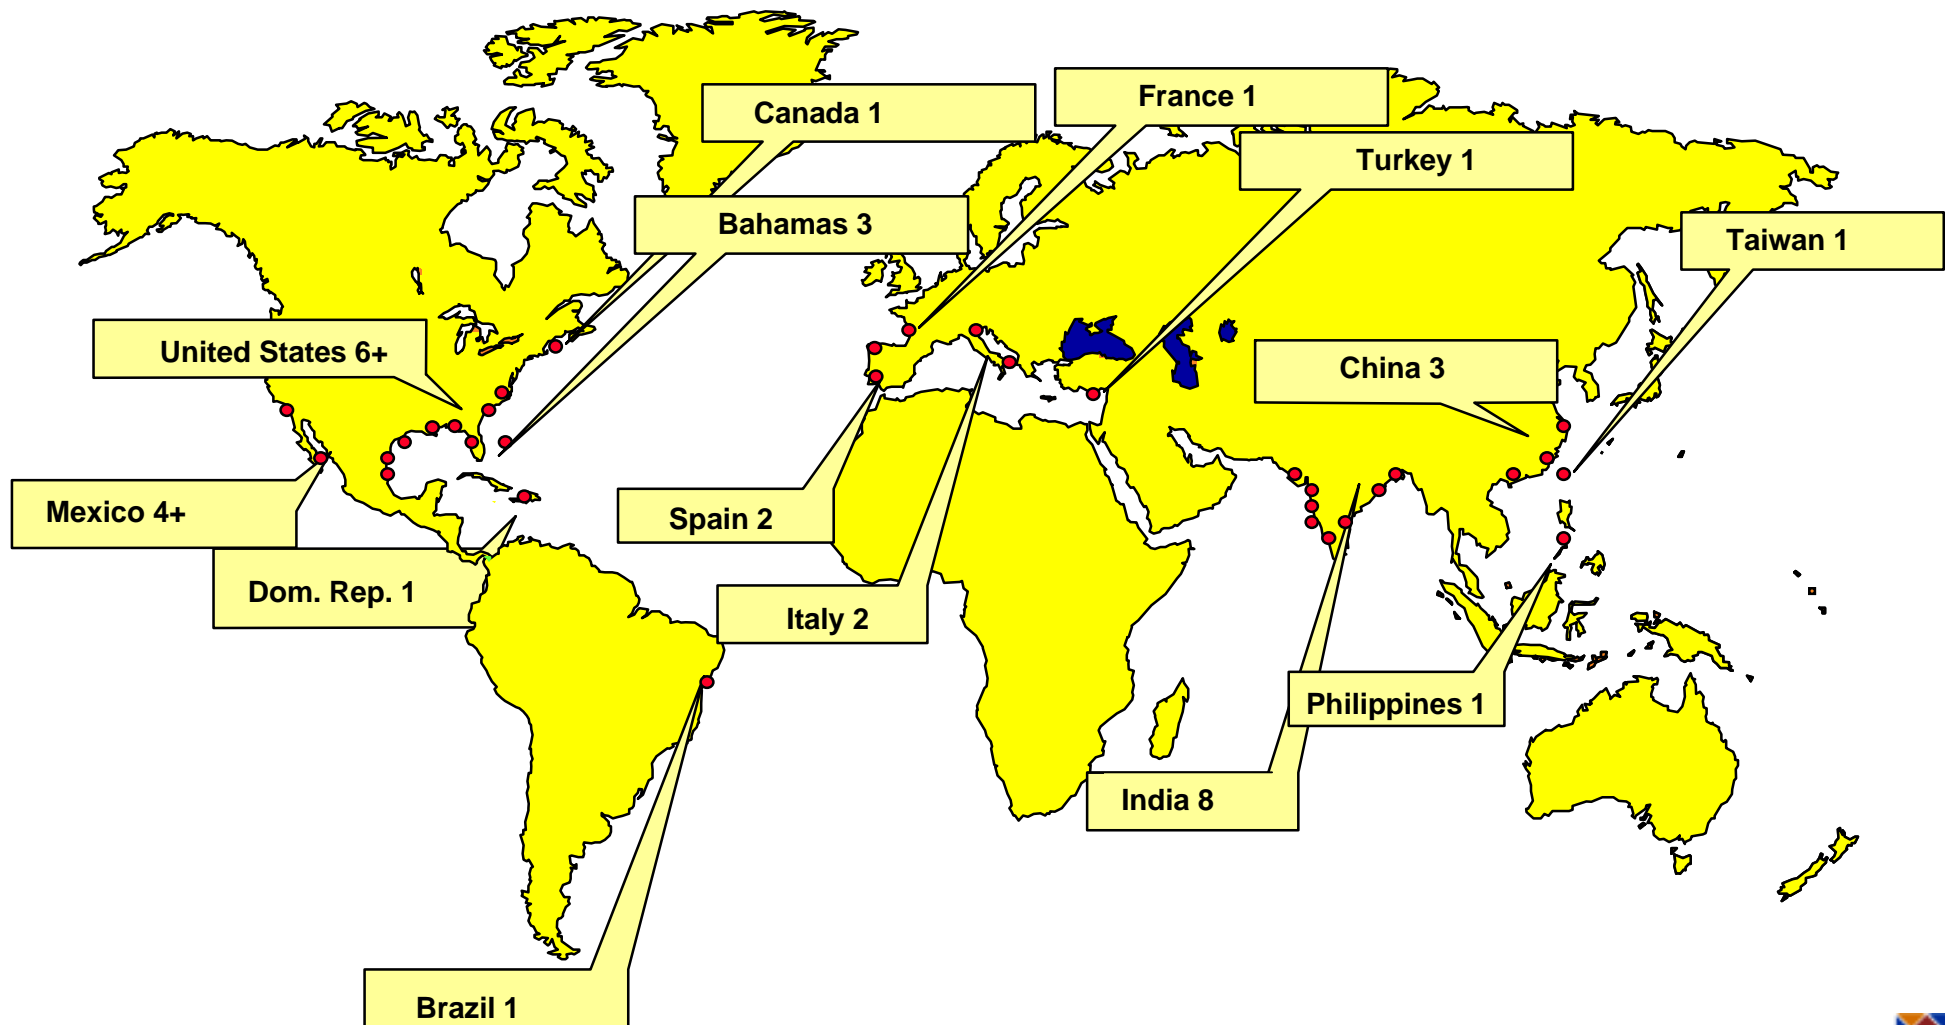 Canada 1
France 1
Turkey 1
Bahamas 3
Taiwan 1
United States 6+
China 3
Mexico 4+
Spain 2
Dom. Rep. 1
Italy 2
Philippines 1
India 8
Brazil 1